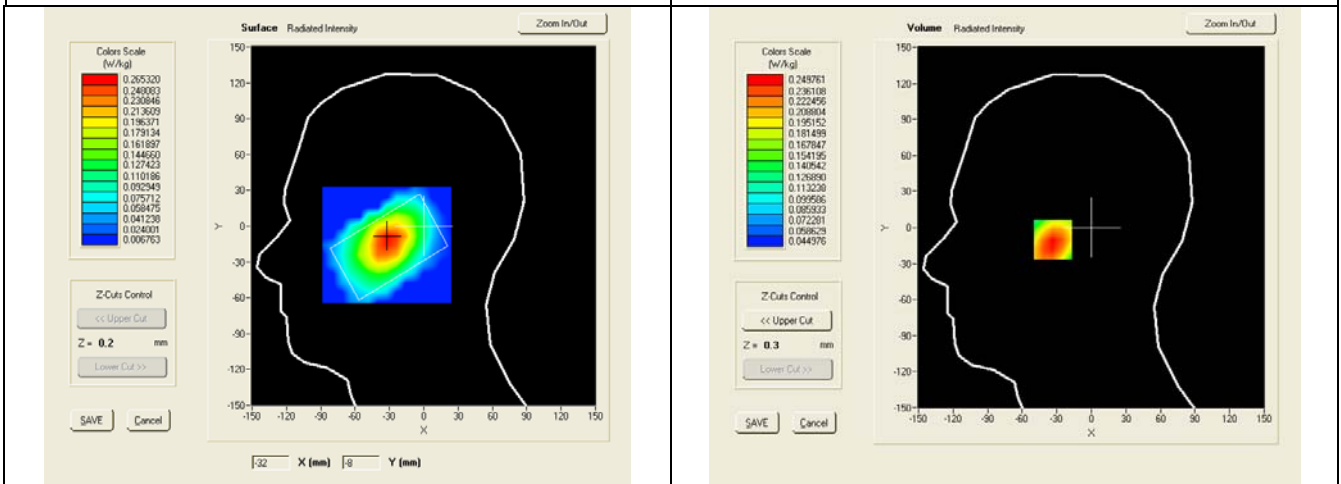 Surface Radiated Intensity
Zoom In/Out
Colors Scale
(W/kg)
0.265320
0.248083
0.230846
0.213609
0.196371
0.179134
0.161897
0.144660
0.127423
0.110186
0.092949
0.075712
0.058475
0.041238
0.024001
0.006763
Z-Cuts Control
<< Upper Cut
Z = 0.2 mm
Lower Cut >>
SAVE Cancel
150
120
90
60
30
Y 0
-30
-60
-90
-120
-150
-150 -120 -90 -60 -30 0 30 60 90 120 150
X
-32 X (mm) -8 Y (mm)
Volume Radiated Intensity
Zoom In/Out
Colors Scale
(W/kg)
0.249761
0.236108
0.222456
0.208804
0.195152
0.181499
0.167847
0.154195
0.140542
0.126890
0.113238
0.099586
0.085933
0.072281
0.058629
0.044976
Z-Cuts Control
<< Upper Cut
Z = 0.3 mm
Lower Cut >>
SAVE Cancel
150
120
90
60
30
Y 0
-30
-60
-90
-120
-150
-150 -120 -90 -60 -30 0 30 60 90 120 150
X